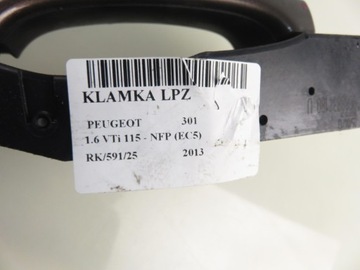 KLAMKA LPZ
PEUGEOT 301
1.6 VTi 115 - NFP (EC5)
RK/591/25 2013